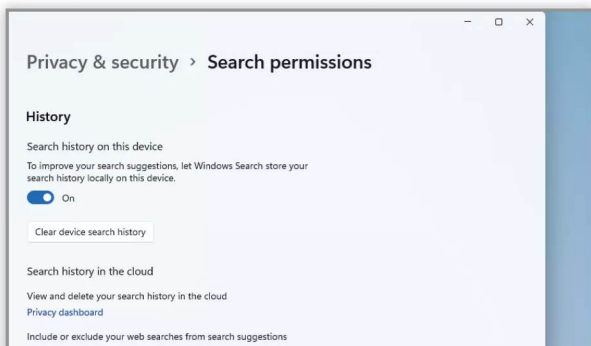 Privacy & security > Search permissions
History
Search history on this device
To improve your search suggestions, let Windows Search store your
search history locally on this device.
On
Clear device search history
Search history in the cloud
View and delete your search history in the cloud
Privacy dashboard
Include or exclude your web searches from search suggestions